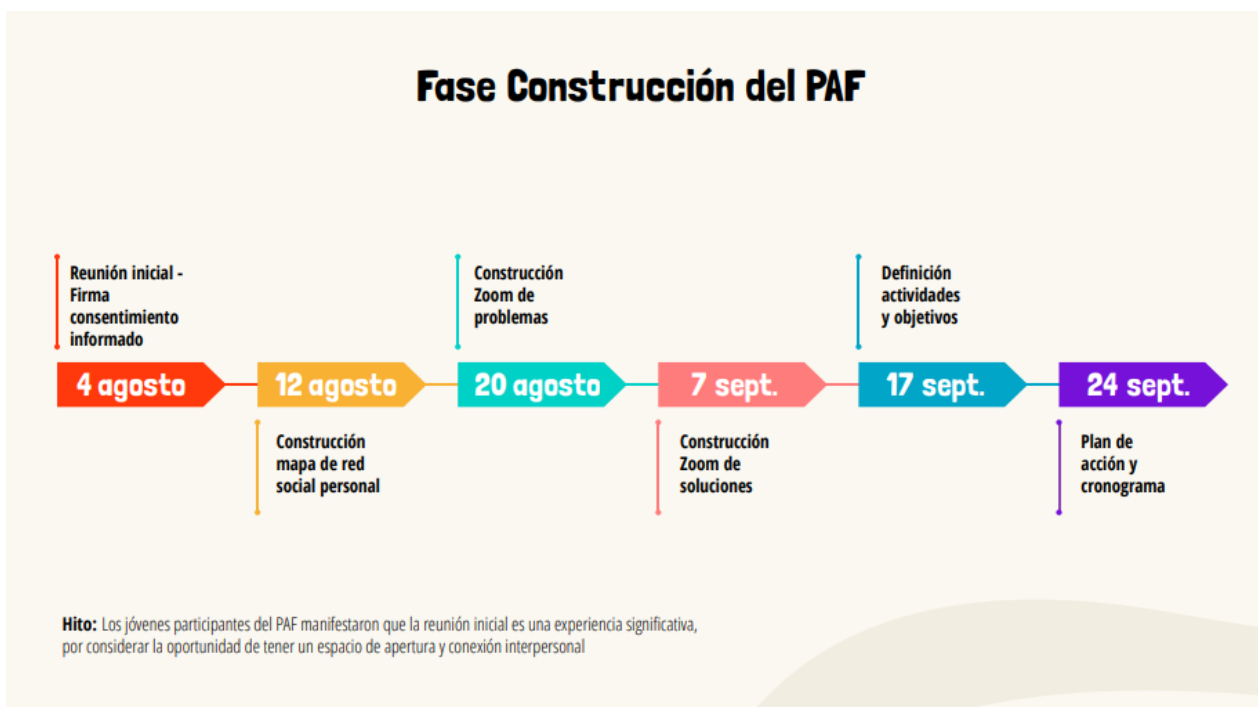 Fase Construcción del PAF
Reunión inicial -
Firma
consentimiento
informado
Construcción
Zoom de
problemas
Definición
actividades
y objetivos
4 agosto
12 agosto
20 agosto
7 sept.
17 sept.
24 sept.
Construcción
mapa de red
social personal
Construcción
Zoom de
soluciones
Plan de
acción y
cronograma
Hito: Los jóvenes participantes del PAF manifestaron que la reunión inicial es una experiencia significativa,
por considerar la oportunidad de tener un espacio de apertura y conexión interpersonal